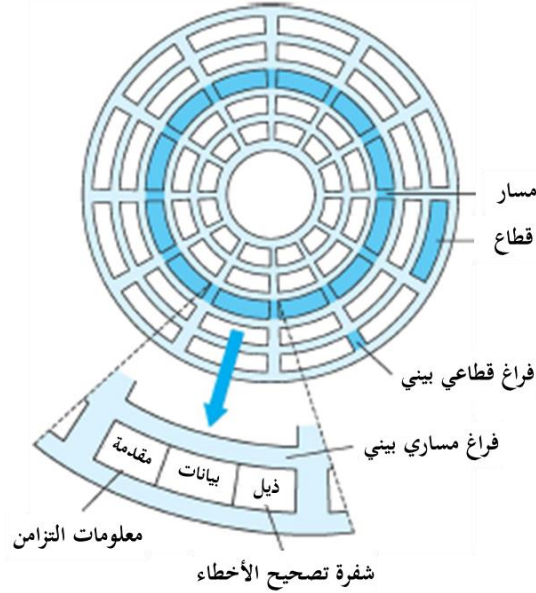 مسار
قطاع
فراغ قطاعي بيني
فراغ مساري بيني
مقدمة
بيانات
ذيل
معلومات التزامن
شفرة تصحيح الأخطاء